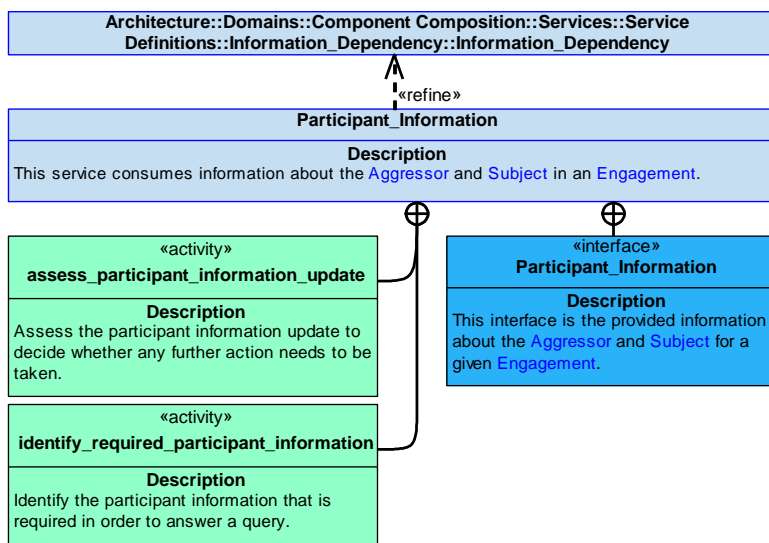 Architecture::Domains::Component Composition::Services::Service
Definitions::Information_Dependency::Information_Dependency
«refine»
Participant_Information
Description
This service consumes information about the Aggressor and Subject in an Engagement.
«activity»
assess_participant_information_update
Description
Assess the participant information update to
decide whether any further action needs to be
taken.
«interface»
Participant_Information
Description
This interface is the provided information
about the Aggressor and Subject for a
given Engagement.
«activity»
identify_required_participant_information
Description
Identify the participant information that is
required in order to answer a query.